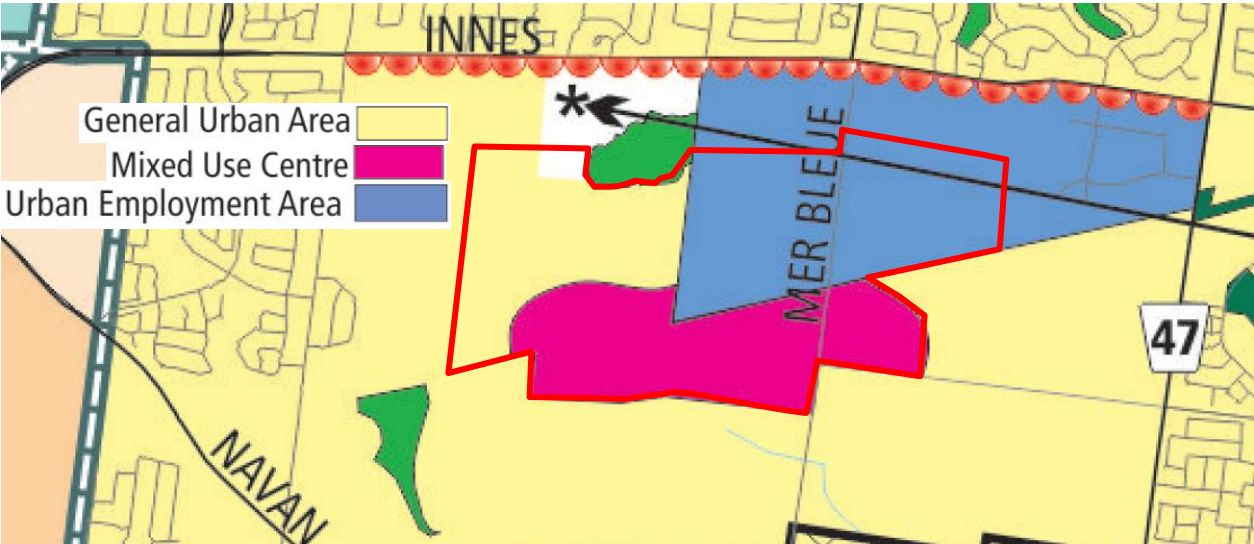 INNES
*
General Urban Area
Mixed Use Centre
Urban Employment Area
MER BLEUE
47
NAVAN